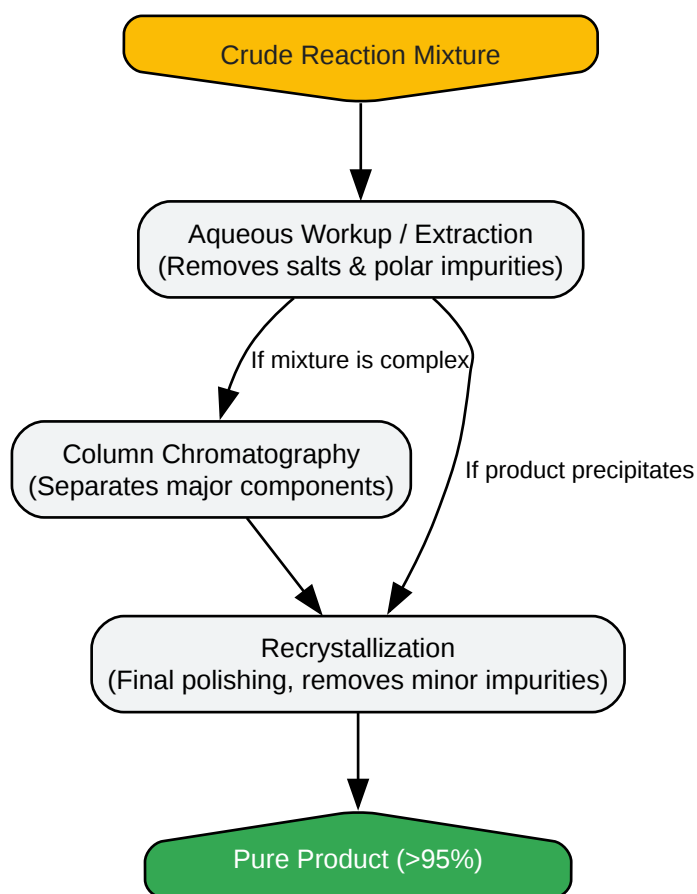 Crude Reaction Mixture
Aqueous Workup / Extraction
(Removes salts & polar impurities)
If mixture is complex
Column Chromatography
(Separates major components)
If product precipitates
Recrystallization
(Final polishing, removes minor impurities)
Pure Product (>95%)